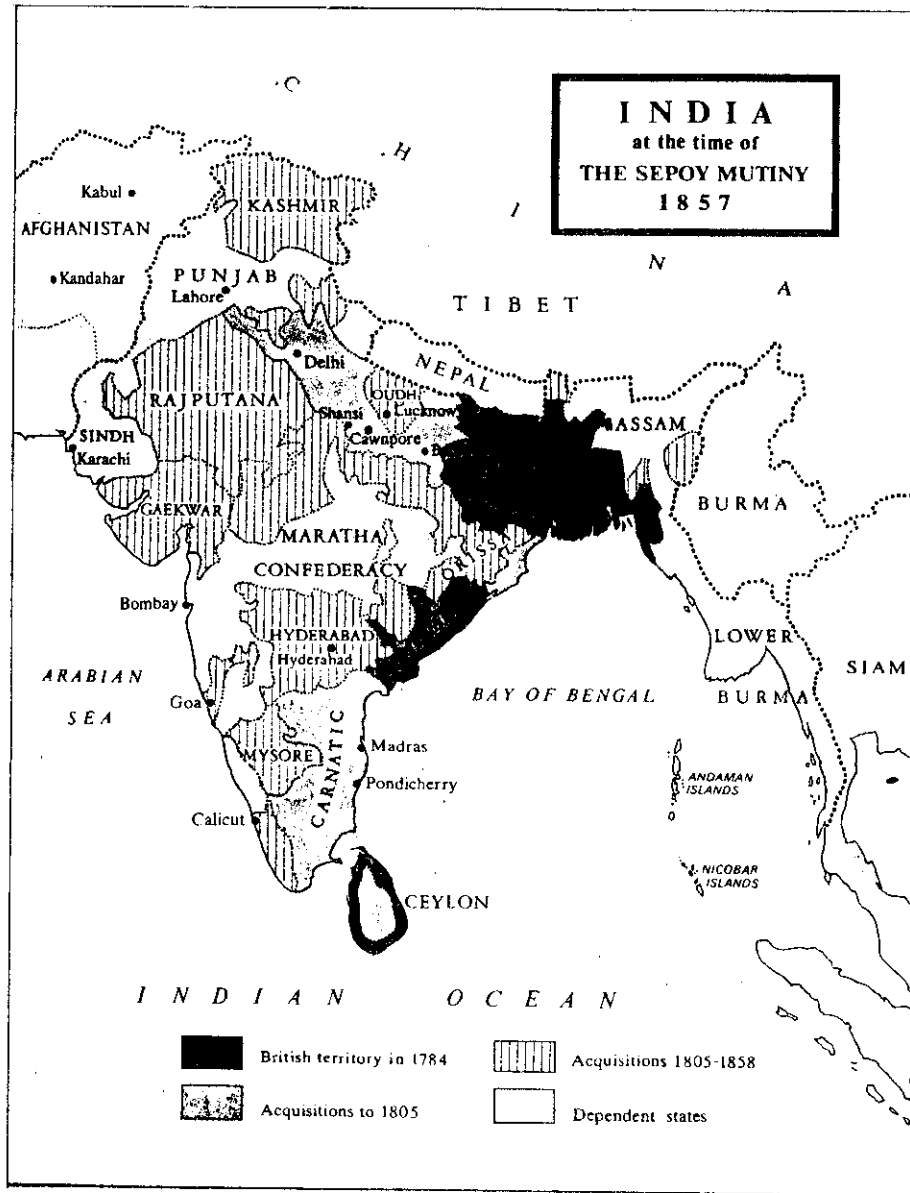 INDIA
at the time of
THE SEPOY MUTINY
1857
CHINA
Kabul
KASHMIR
AFGHANISTAN
Kandahar
PUNJAB
Lahore
TIBET
Delhi
NEPAL
RAJPUTANA
OUDH
Lucknow
Shansi
ASSAM
SINDH
Cawnpore
B
Karachi
BURMA
GAEKWAR
MARATHA
CONFEDERACY
ORISSA
Bombay
HYDERABAD
Hyderabad
LOWER
BURMA
SIAM
ARABIAN
SEA
BAY OF BENGAL
Goa
MYSORE
CARNATIC
Madras
Pondicherry
ANDAMAN
ISLANDS
Calicut
NICOBAR
ISLANDS
CEYLON
INDIAN OCEAN
British territory in 1784
Acquisitions 1805-1858
Acquisitions to 1805
Dependent states